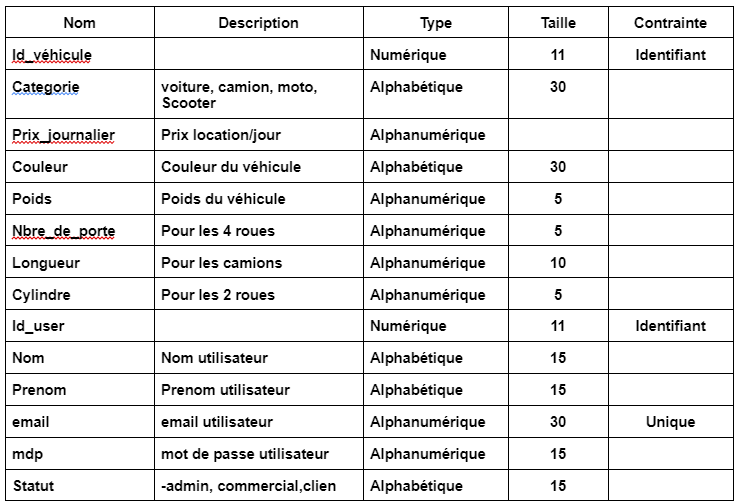 Nom Description Type Taille Contrainte
Id_véhicule Numérique 11 Identifiant
Categorie voiture, camion, moto, Alphabétique 30
Scooter
Prix_journalier Prix location/jour Alphanumérique
Couleur Couleur du véhicule Alphabétique 30
Poids Poids du véhicule Alphanumérique 5
Nbre_de_porte Pour les 4 roues Alphanumérique 5
Longueur Pour les camions Alphanumérique 10
Cylindre Pour les 2 roues Alphanumérique 5
Id_user Numérique 11 Identifiant
Nom Nom utilisateur Alphabétique 15
Prenom Prenom utilisateur Alphabétique 15
email email utilisateur Alphanumérique 30 Unique
mdp mot de passe utilisateur Alphanumérique 15
Statut -admin, commercial,clien Alphabétique 15